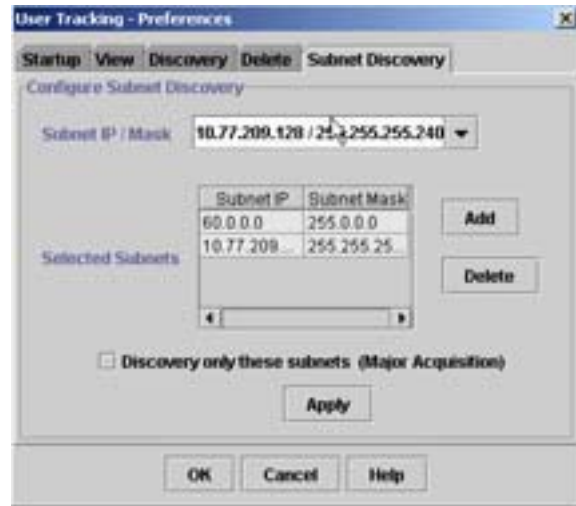 User Tracking - Preferences
Startup View Discovery Delete Subnet Discovery
Configure Subnet Discovery
Subnet IP / Mask 10.77.209.128 / 255.255.255.240
Subnet IP Subnet Mask
60.0.0.0 255.0.0.0
10.77.209... 255.255.25...
Selected Subnets
Add
Delete
Discovery only these subnets (Major Acquisition)
Apply
OK Cancel Help